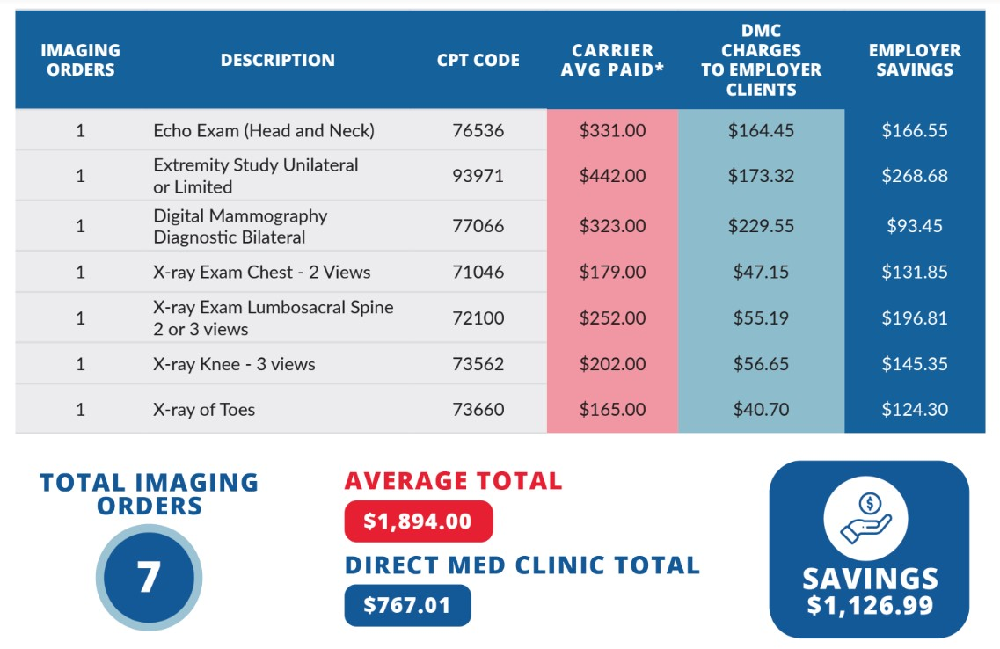 IMAGING ORDERS DESCRIPTION CPT CODE CARRIER AVG PAID* DMC CHARGES TO EMPLOYER CLIENTS EMPLOYER SAVINGS
1 Echo Exam (Head and Neck) 76536 $331.00 $164.45 $166.55
1 Extremity Study Unilateral or Limited 93971 $442.00 $173.32 $268.68
1 Digital Mammography Diagnostic Bilateral 77066 $323.00 $229.55 $93.45
1 X-ray Exam Chest - 2 Views 71046 $179.00 $47.15 $131.85
1 X-ray Exam Lumbosacral Spine 2 or 3 views 72100 $252.00 $55.19 $196.81
1 X-ray Knee - 3 views 73562 $202.00 $56.65 $145.35
1 X-ray of Toes 73660 $165.00 $40.70 $124.30
TOTAL IMAGING
ORDERS
7
AVERAGE TOTAL
$1,894.00
DIRECT MED CLINIC TOTAL
$767.01
$
SAVINGS
$1,126.99